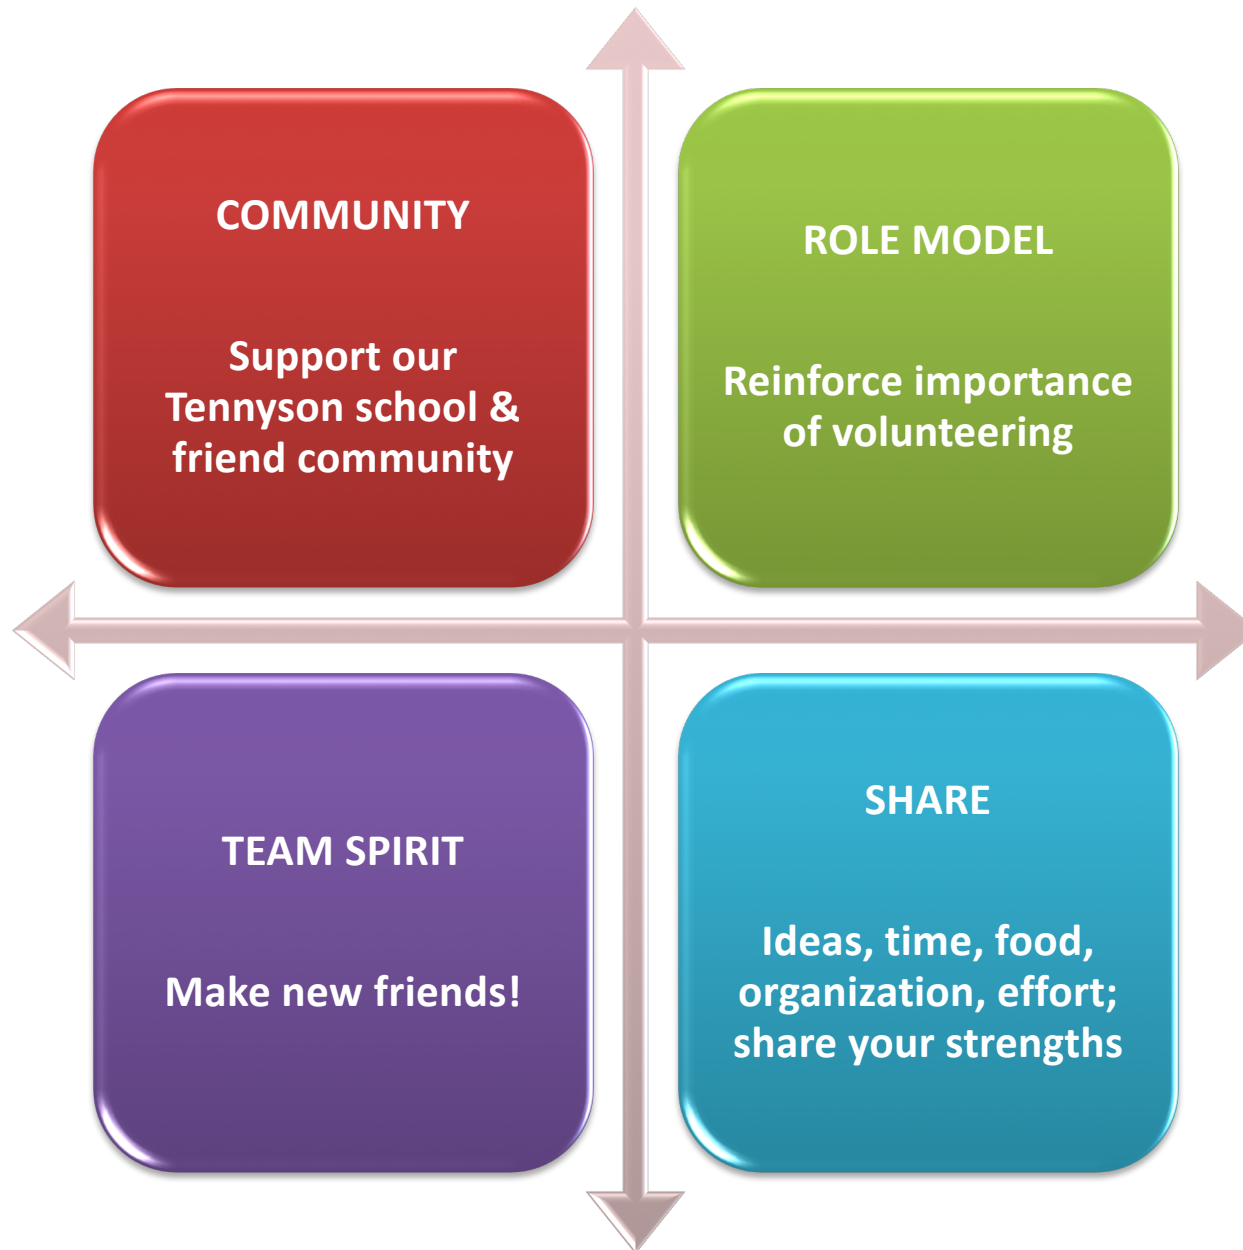 COMMUNITY
Support our
Tennyson school &
friend community
ROLE MODEL
Reinforce importance
of volunteering
TEAM SPIRIT
Make new friends!
SHARE
Ideas, time, food,
organization, effort;
share your strengths